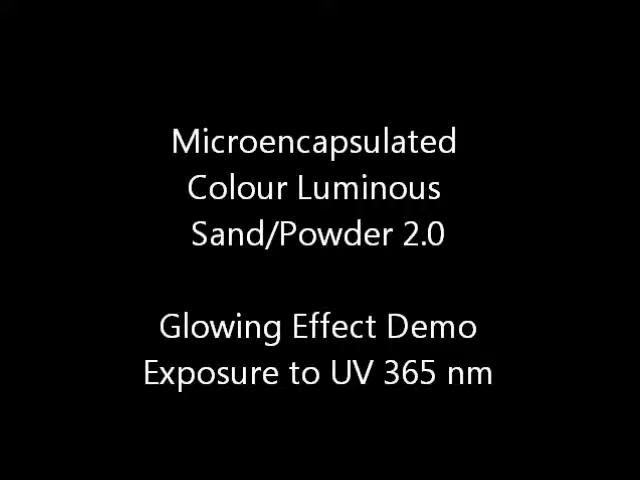 Microencapsulated
Colour Luminous
Sand/Powder 2.0
Glowing Effect Demo
Exposure to UV 365 nm